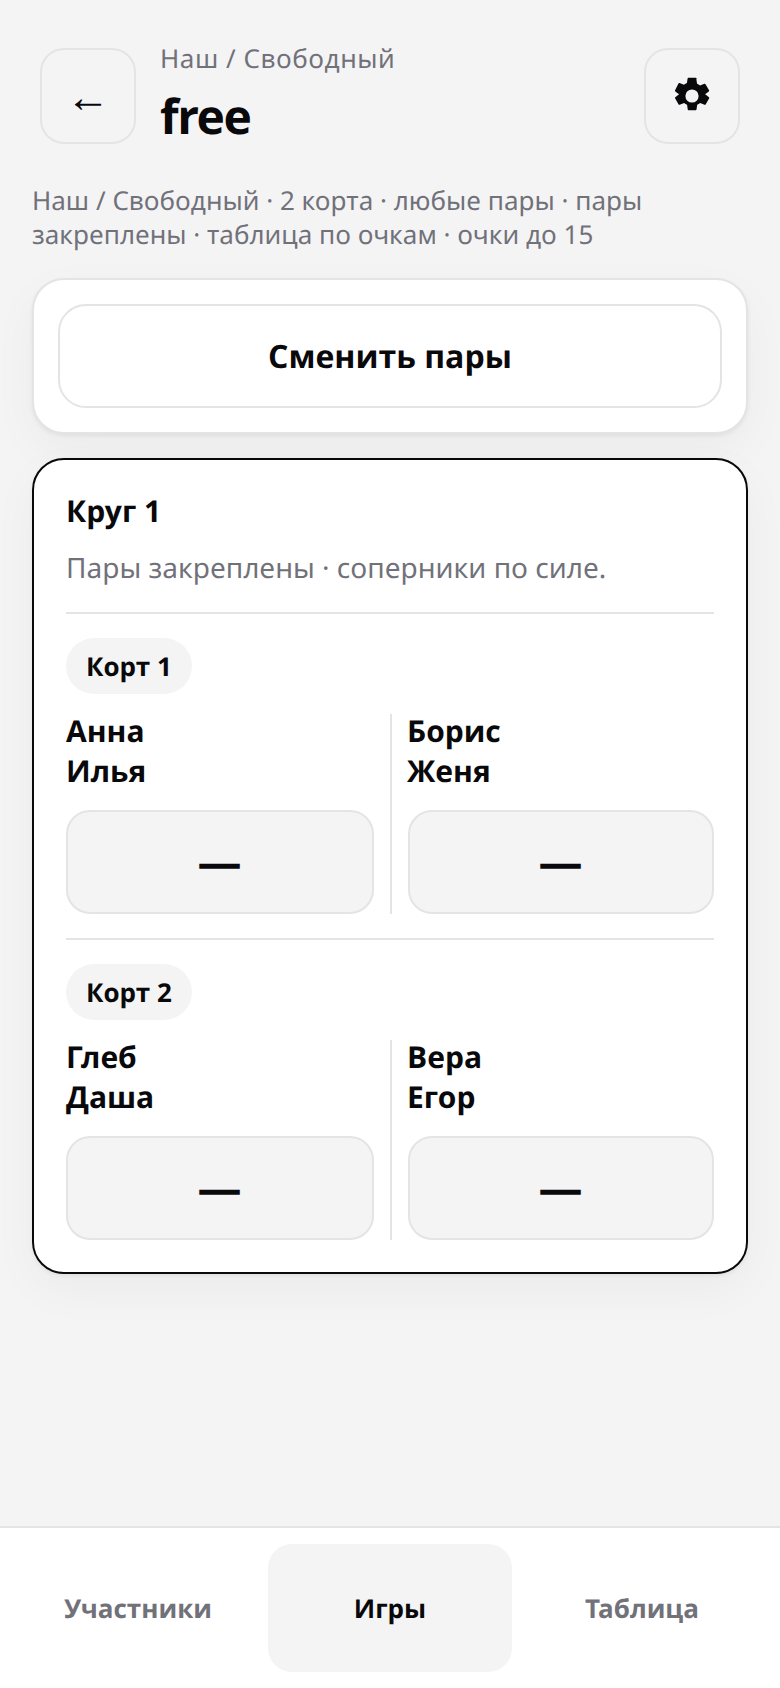 ←
Наш / Свободный
free
Наш / Свободный · 2 корта · любые пары · пары
закреплены · таблица по очкам · очки до 15
Сменить пары
Круг 1
Пары закреплены · соперники по силе.
Корт 1
Анна
Илья
Борис
Женя
—
—
Корт 2
Глеб
Даша
Вера
Егор
—
—
Участники
Игры
Таблица